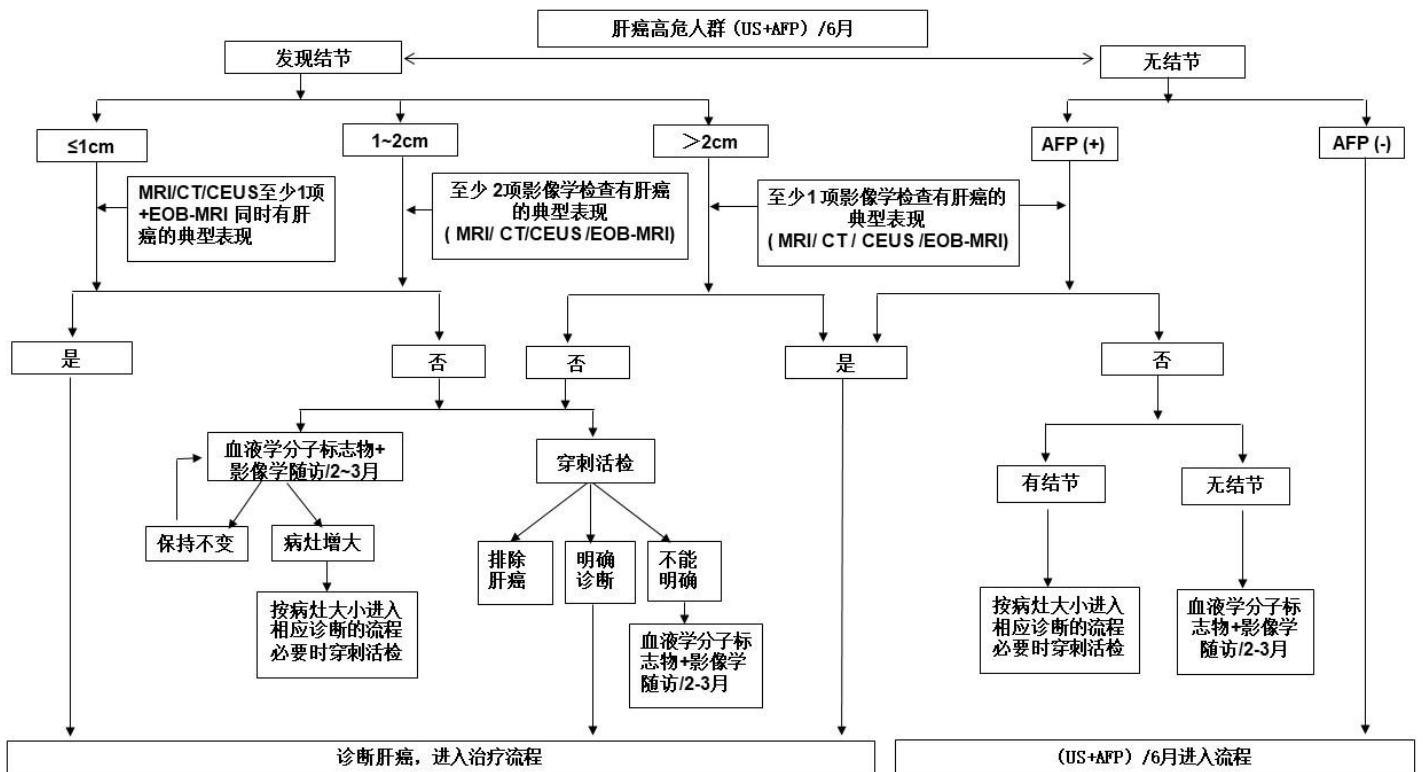 肝癌高危人群（US+AFP）/6月
发现结节
无结节
≤1cm
1~2cm
＞2cm
AFP (+)
AFP (-)
MRI/CT/CEUS至少1项
+EOB-MRI 同时有肝
癌的典型表现
至少 2项影像学检查有肝癌
的典型表现
( MRI/ CT/CEUS /EOB-MRI)
至少1 项影像学检查有肝癌的
典型表现
( MRI/ CT / CEUS /EOB-MRI)
是
否
否
是
否
血液学分子标志物+
影像学随访/2~3月
穿刺活检
有结节
无结节
保持不变
病灶增大
排除
肝癌
明确
诊断
不能
明确
按病灶大小进入
相应诊断的流程
必要时穿刺活检
血液学分子标
志物+影像学
随访/2-3月
按病灶大小进入
相应诊断的流程
必要时穿刺活检
血液学分子标
志物+影像学
随访/2-3月
诊断肝癌，进入治疗流程
（US+AFP）/6月进入流程